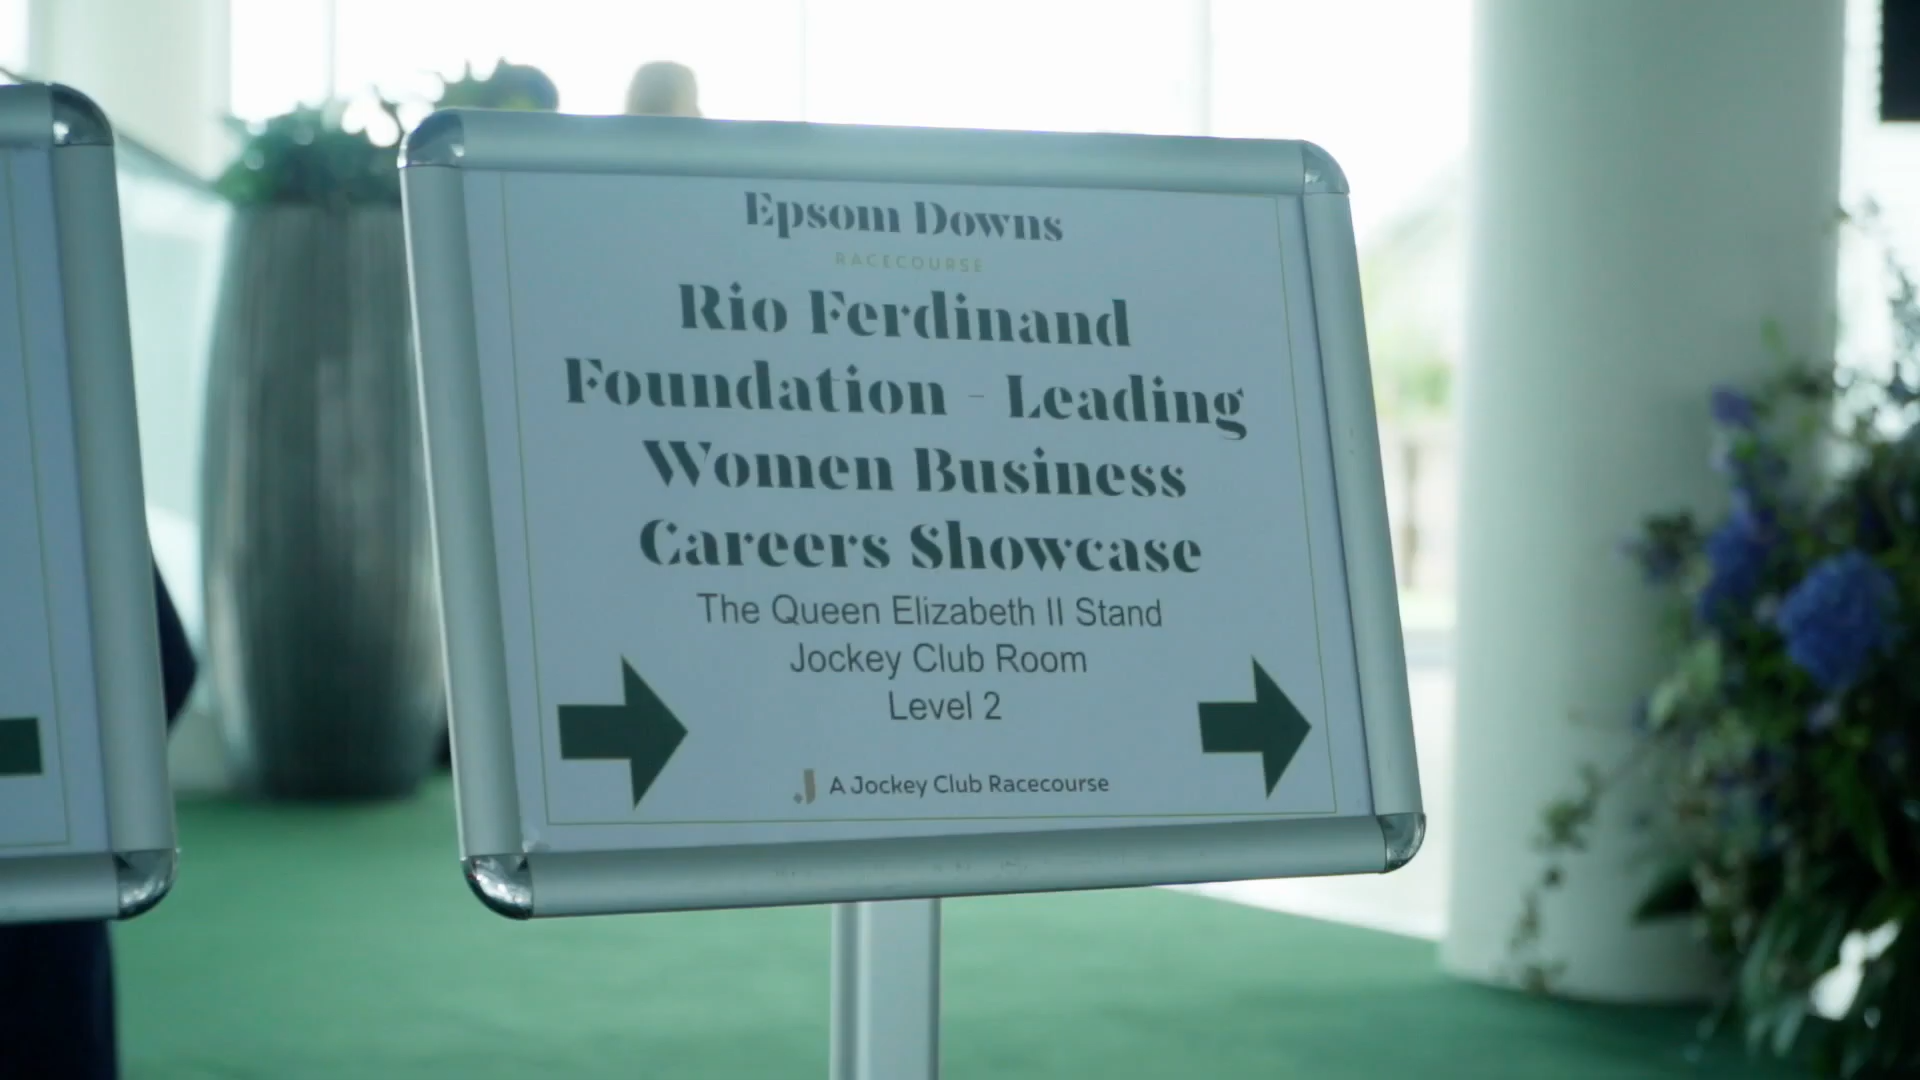 Epsom Downs
RACECOURSE
Rio Ferdinand
Foundation - Leading
Women Business
Careers Showcase
The Queen Elizabeth II Stand
Jockey Club Room
Level 2
A Jockey Club Racecourse